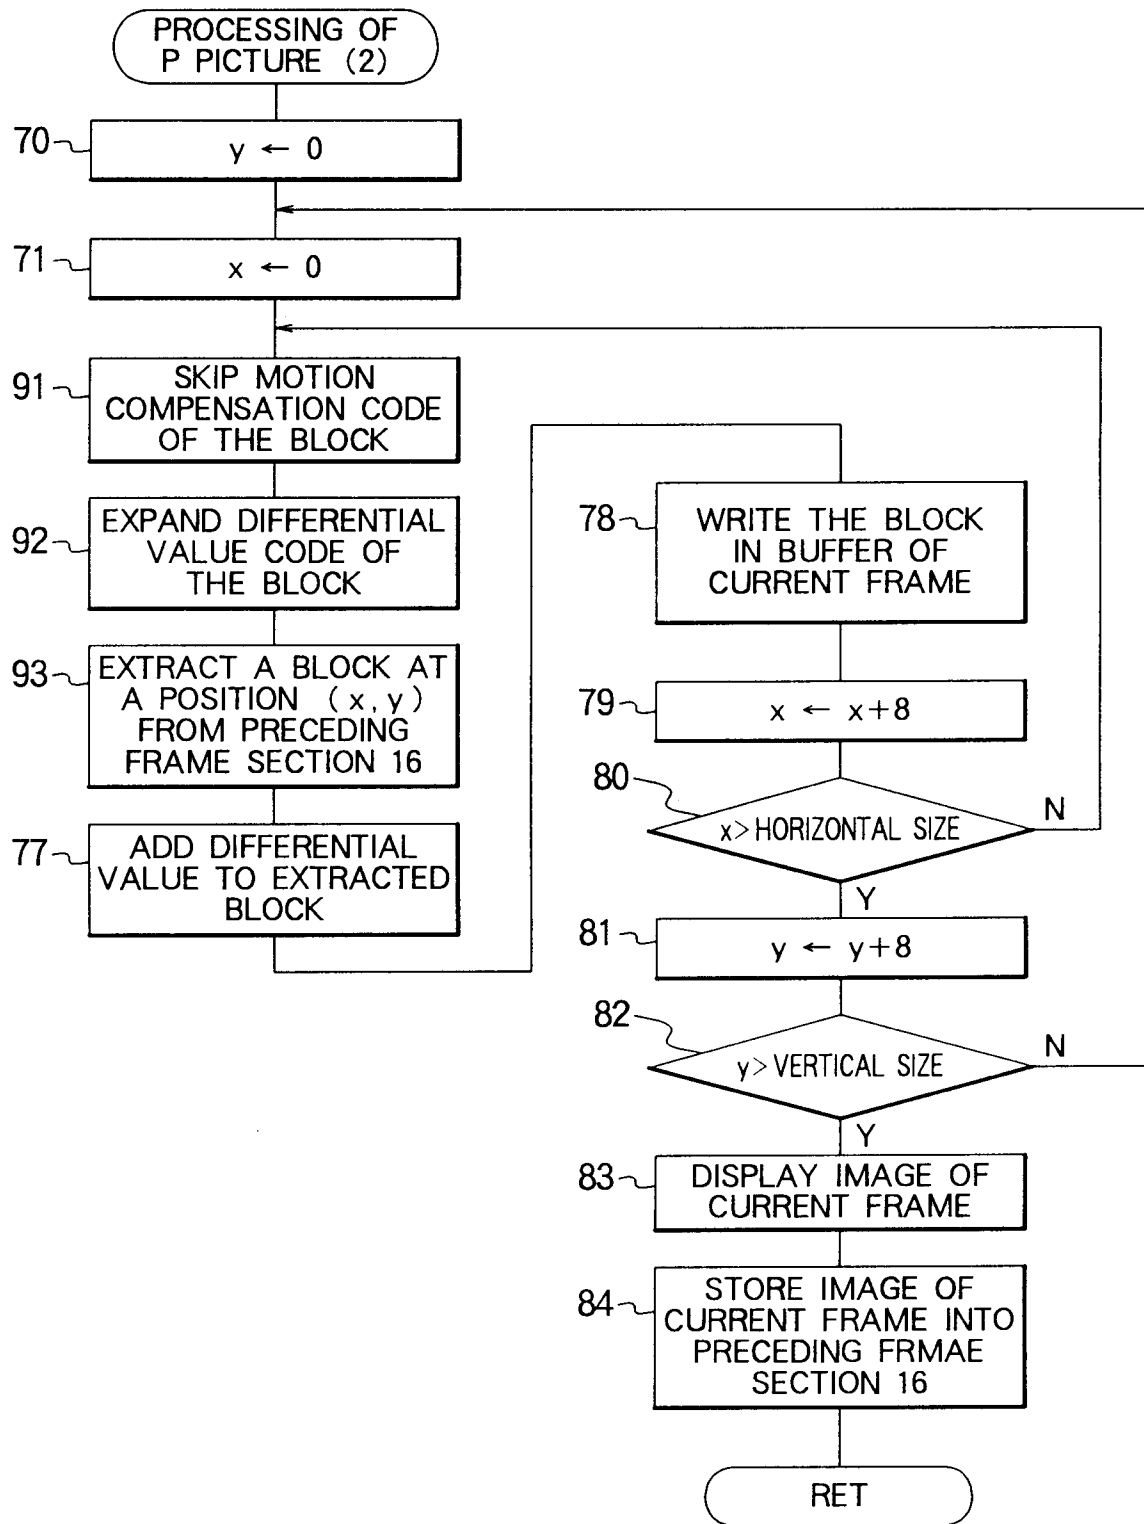 PROCESSING OF
P PICTURE (2)
70
y ← 0
71
x ← 0
91
SKIP MOTION
COMPENSATION CODE
OF THE BLOCK
92
EXPAND DIFFERENTIAL
VALUE CODE OF
THE BLOCK
93
EXTRACT A BLOCK AT
A POSITION (x,y)
FROM PRECEDING
FRAME SECTION 16
77
ADD DIFFERENTIAL
VALUE TO EXTRACTED
BLOCK
78
WRITE THE BLOCK
IN BUFFER OF
CURRENT FRAME
79
x ← x+8
80
x>HORIZONTAL SIZE
N
Y
81
y ← y+8
82
y>VERTICAL SIZE
N
Y
83
DISPLAY IMAGE OF
CURRENT FRAME
84
STORE IMAGE OF
CURRENT FRAME INTO
PRECEDING FRMAE
SECTION 16
RET